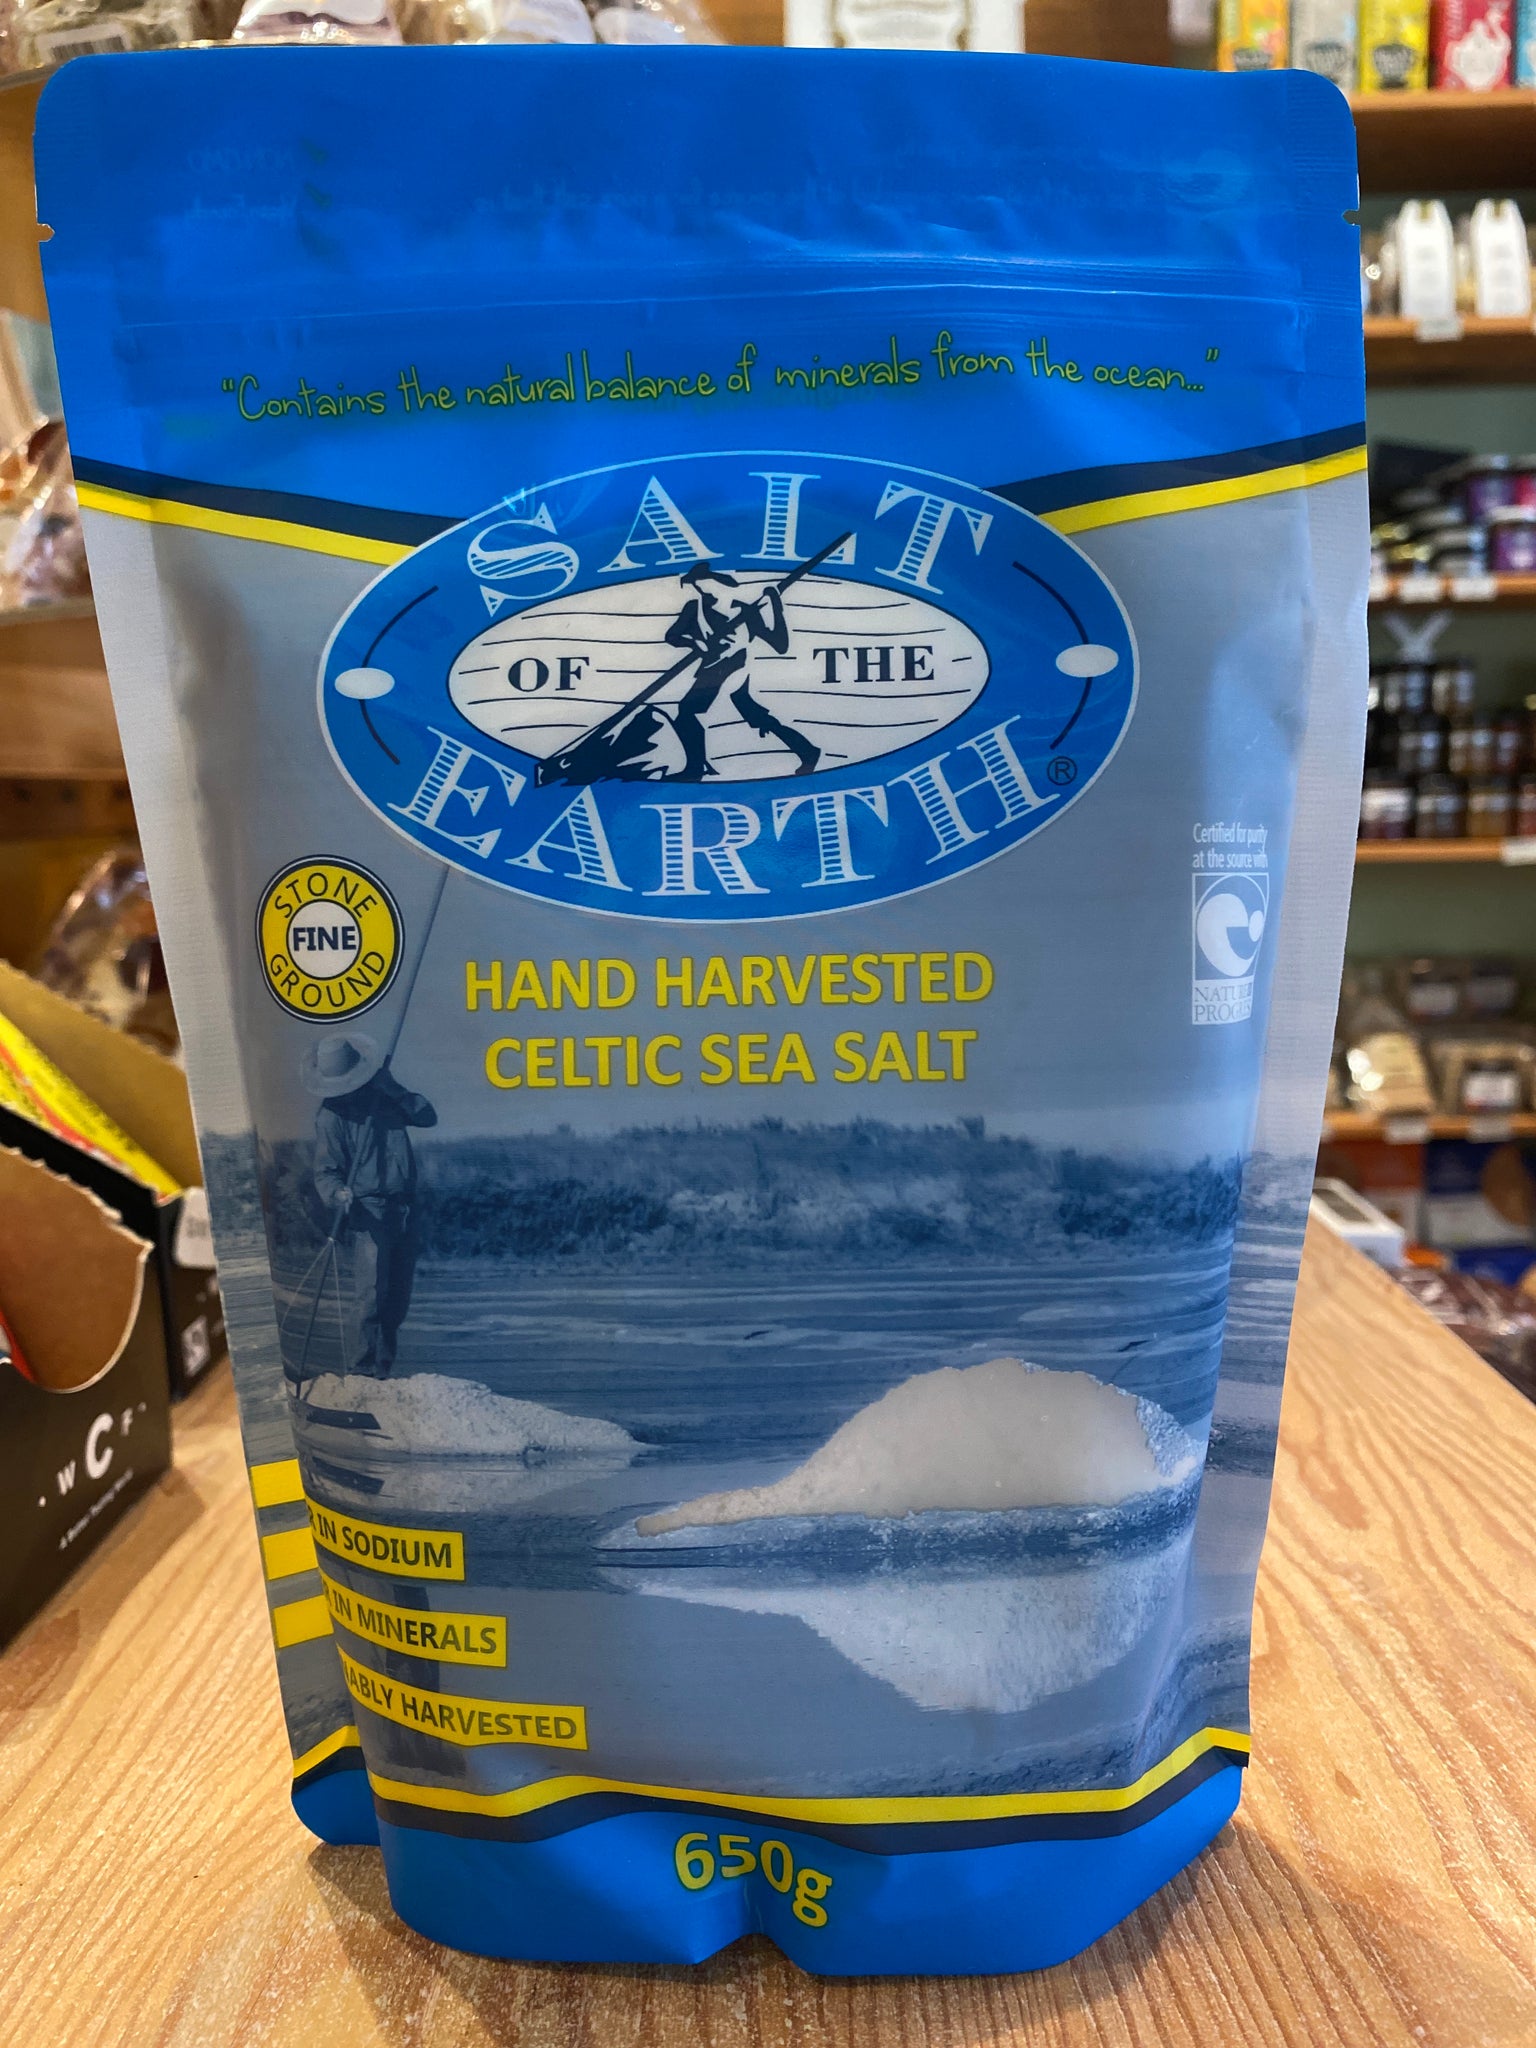 “Contains the natural balance of minerals from the ocean...”
SALT
OF THE
EARTH®
STONE
FINE
GROUND
Certified for purity
at the source with
HAND HARVESTED
CELTIC SEA SALT
IN SODIUM
IN MINERALS
HARVESTED
650g
W C F